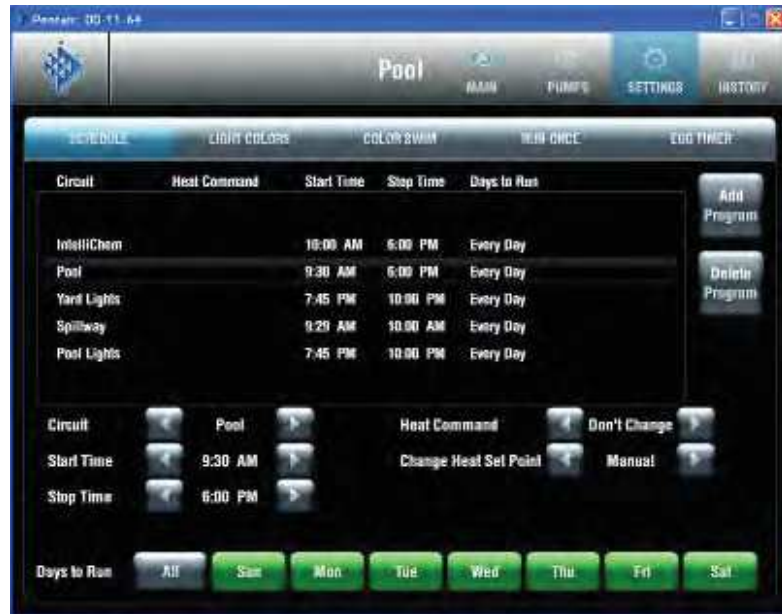 Pentair: 00-11-64
Pool
MAIN
PUMPS
SETTINGS
HISTORY
SCHEDULE LIGHT COLORS COLOR SWIM RUN ONCE EGG TIMER
Circuit Heat Command Start Time Stop Time Days to Run
Add
Program
IntelliChem 10:00 AM 6:00 PM Every Day
Pool 9:30 AM 6:00 PM Every Day
Delete
Program
Yard Lights 7:45 PM 10:00 PM Every Day
Spillway 9:29 AM 10:00 AM Every Day
Pool Lights 7:45 PM 10:00 PM Every Day
Circuit Pool Heat Command Don't Change
Start Time 9:30 AM Change Heat Set Point Manual
Stop Time 6:00 PM
Days to Run All Sun Mon Tue Wed Thu Fri Sat